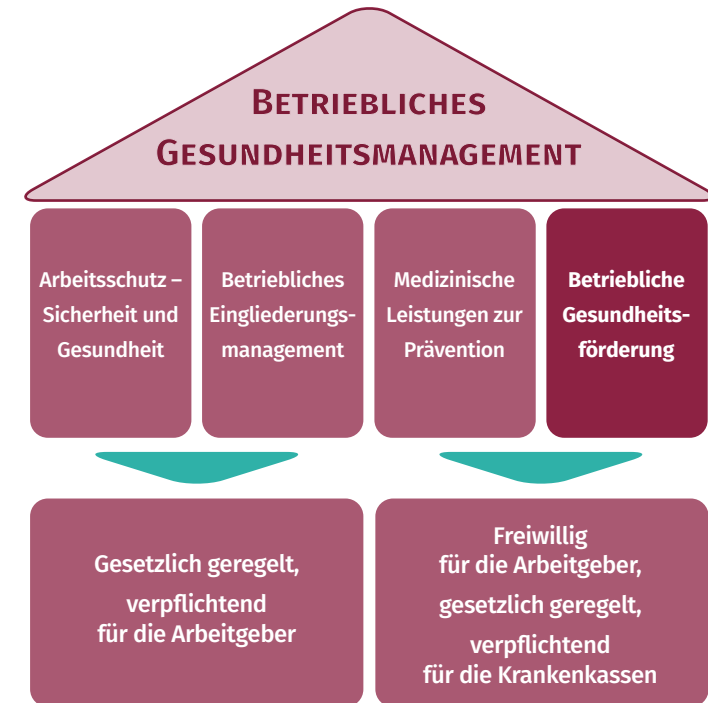 BETRIEBLICHES
GESUNDHEITSMANAGEMENT
Arbeitsschutz –
Sicherheit und
Gesundheit
Betriebliches
Eingliederungs-
management
Medizinische
Leistungen zur
Prävention
Betriebliche
Gesundheits-
förderung
Gesetzlich geregelt,
verpflichtend
für die Arbeitgeber
Freiwillig
für die Arbeitgeber,
gesetzlich geregelt,
verpflichtend
für die Krankenkassen